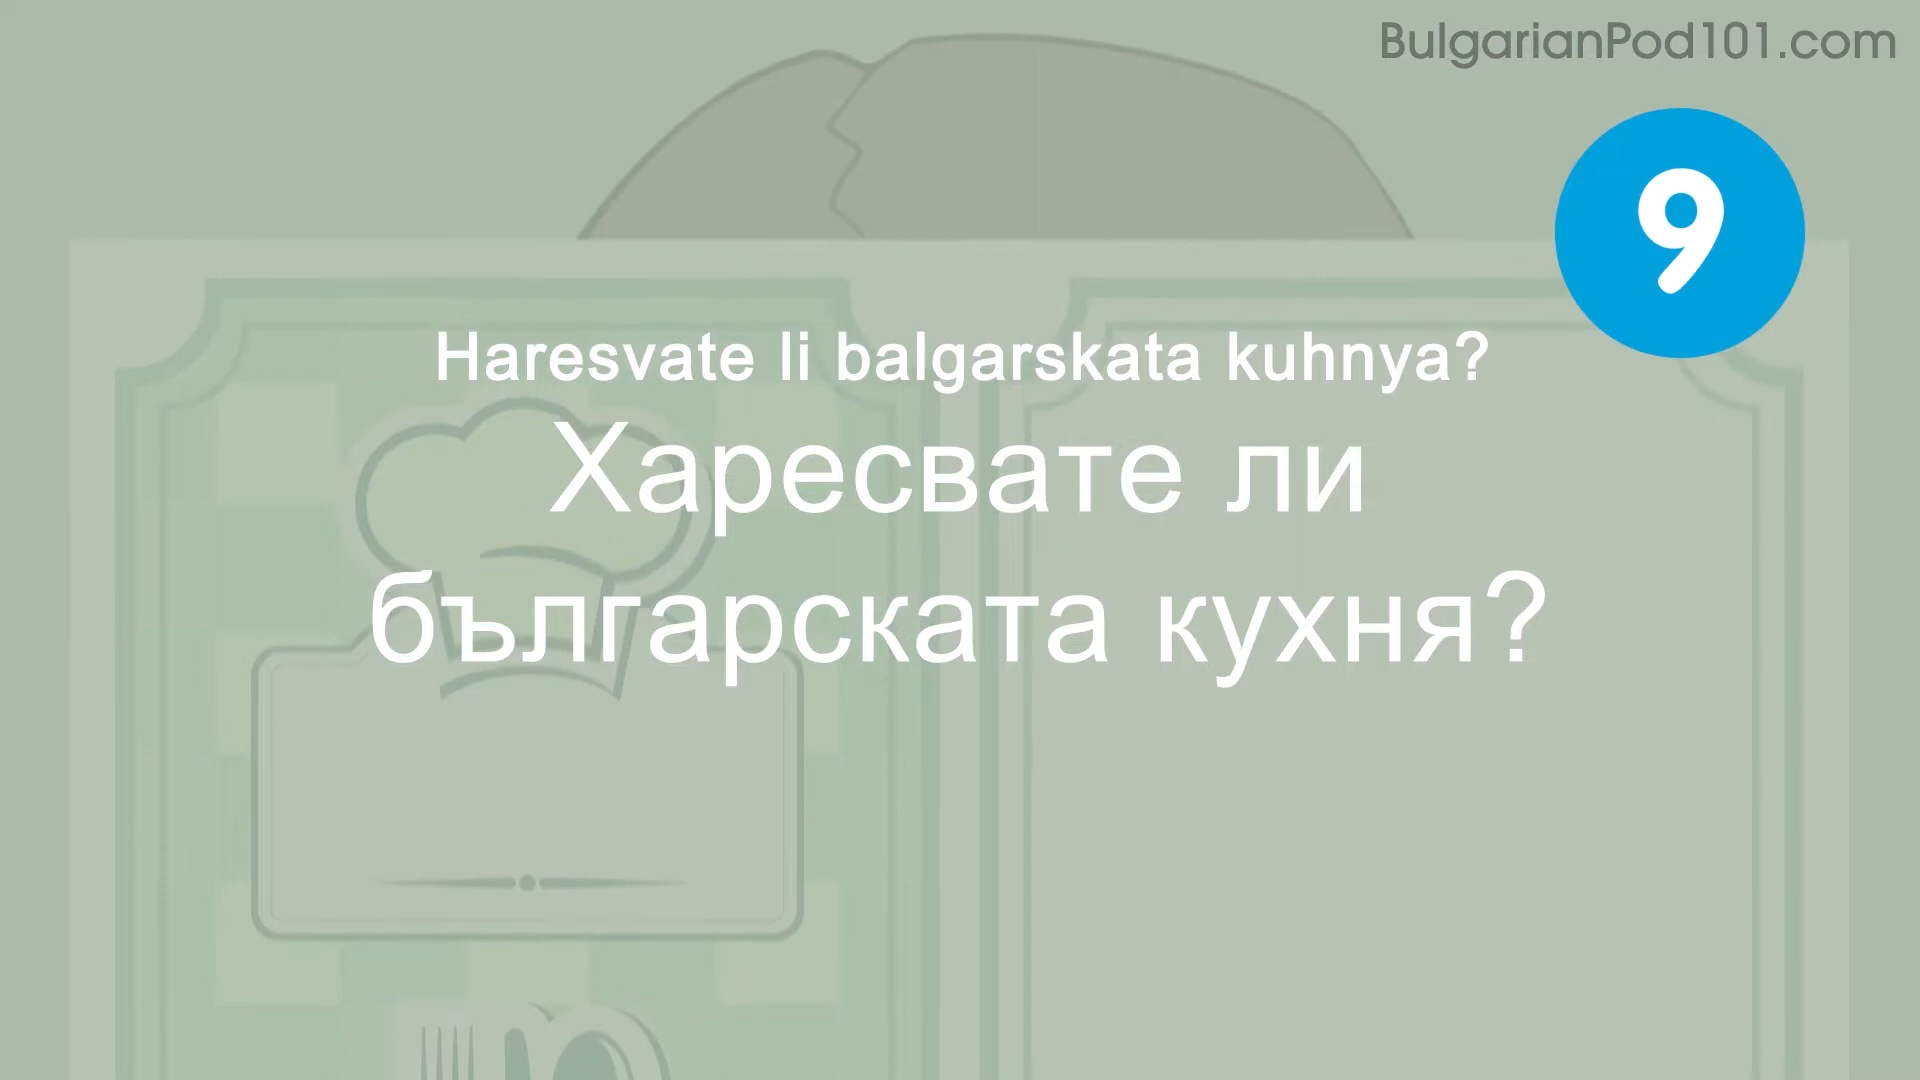 BulgarianPod101.com
9
Haresvate li balgarskata kuhnya?
Харесвате ли
българската кухня?